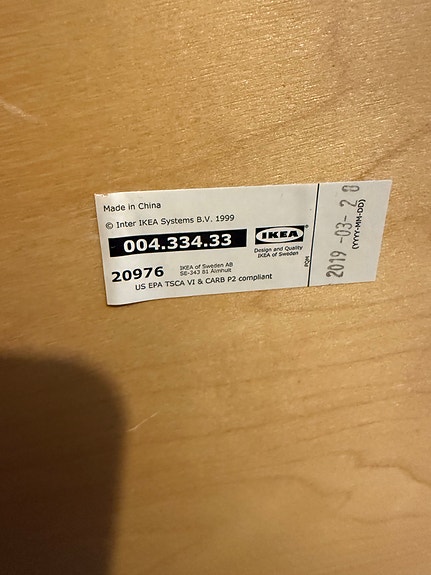 Made in China
© Inter IKEA Systems B.V. 1999
004.334.33
IKEA®
Design and Quality
IKEA of Sweden
20976
IKEA of Sweden AB
SE-343 81 Älmhult
US EPA TSCA VI & CARB P2 compliant
2019-03-28
(YYYY-MM-DD)